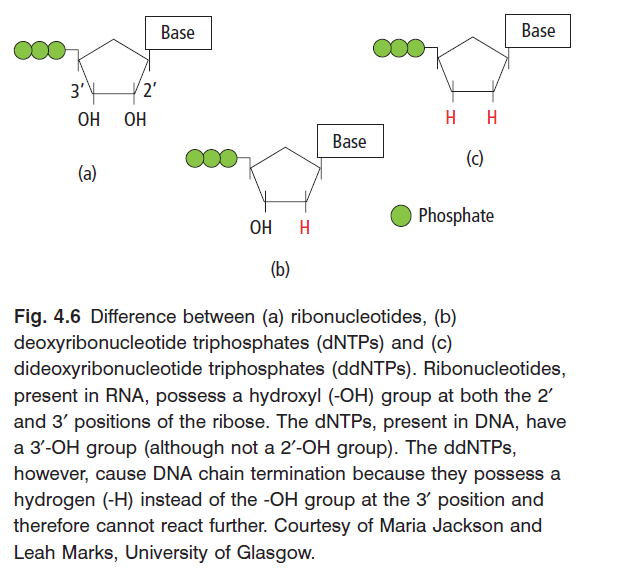 Base
3′ 2′
OH OH
(a)
Base
OH H
(b)
Base
H H
(c)
Phosphate
Fig. 4.6 Difference between (a) ribonucleotides, (b)
deoxyribonucleotide triphosphates (dNTPs) and (c)
dideoxyribonucleotide triphosphates (ddNTPs). Ribonucleotides,
present in RNA, possess a hydroxyl (-OH) group at both the 2′
and 3′ positions of the ribose. The dNTPs, present in DNA, have
a 3′-OH group (although not a 2′-OH group). The ddNTPs,
however, cause DNA chain termination because they possess a
hydrogen (-H) instead of the -OH group at the 3′ position and
therefore cannot react further. Courtesy of Maria Jackson and
Leah Marks, University of Glasgow.